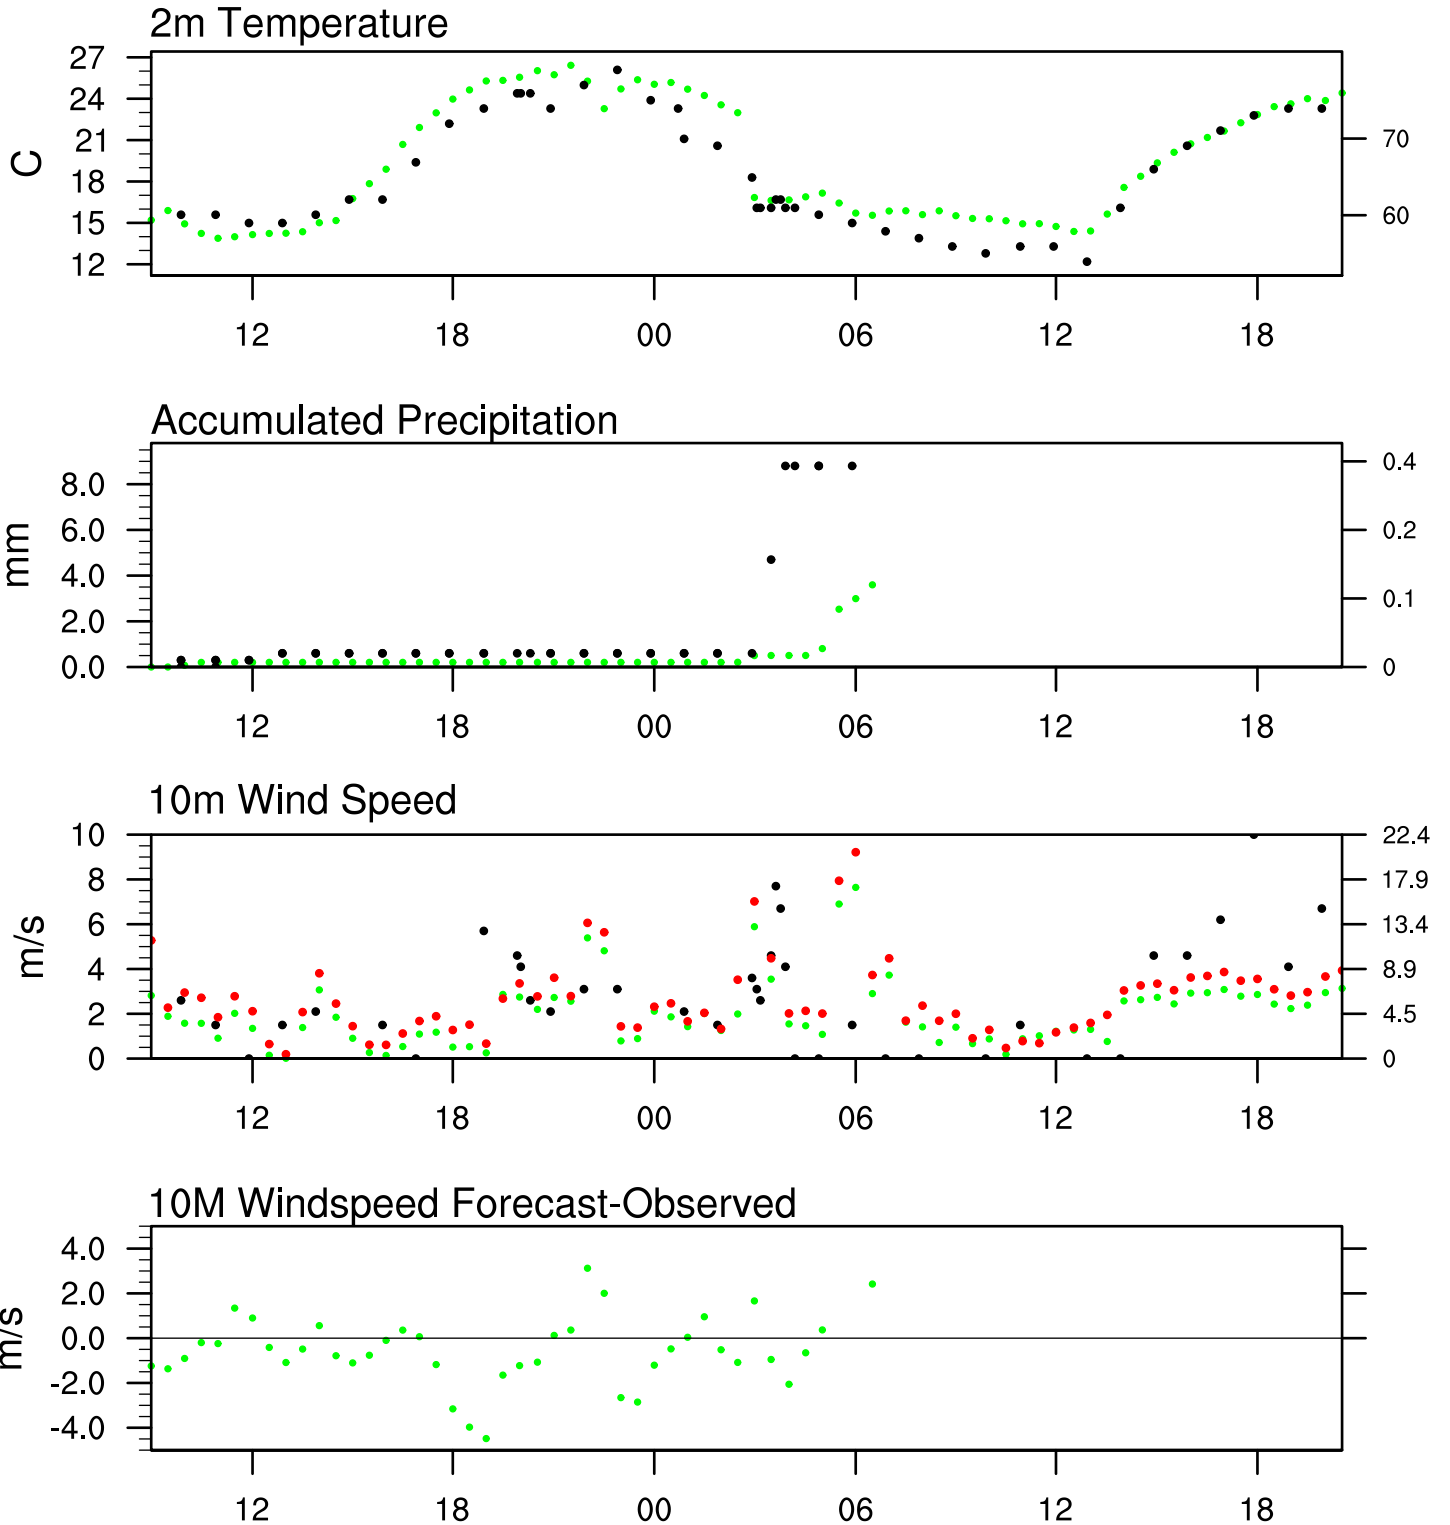 2m Temperature
27
24
21
18
15
12
C
70
60
12 18 00 06 12 18
Accumulated Precipitation
8.0
6.0
4.0
2.0
0.0
mm
0.4
0.2
0.1
0
12 18 00 06 12 18
10m Wind Speed
10
8
6
4
2
0
m/s
22.4
17.9
13.4
8.9
4.5
0
12 18 00 06 12 18
10M Windspeed Forecast-Observed
4.0
2.0
0.0
-2.0
-4.0
m/s
12 18 00 06 12 18